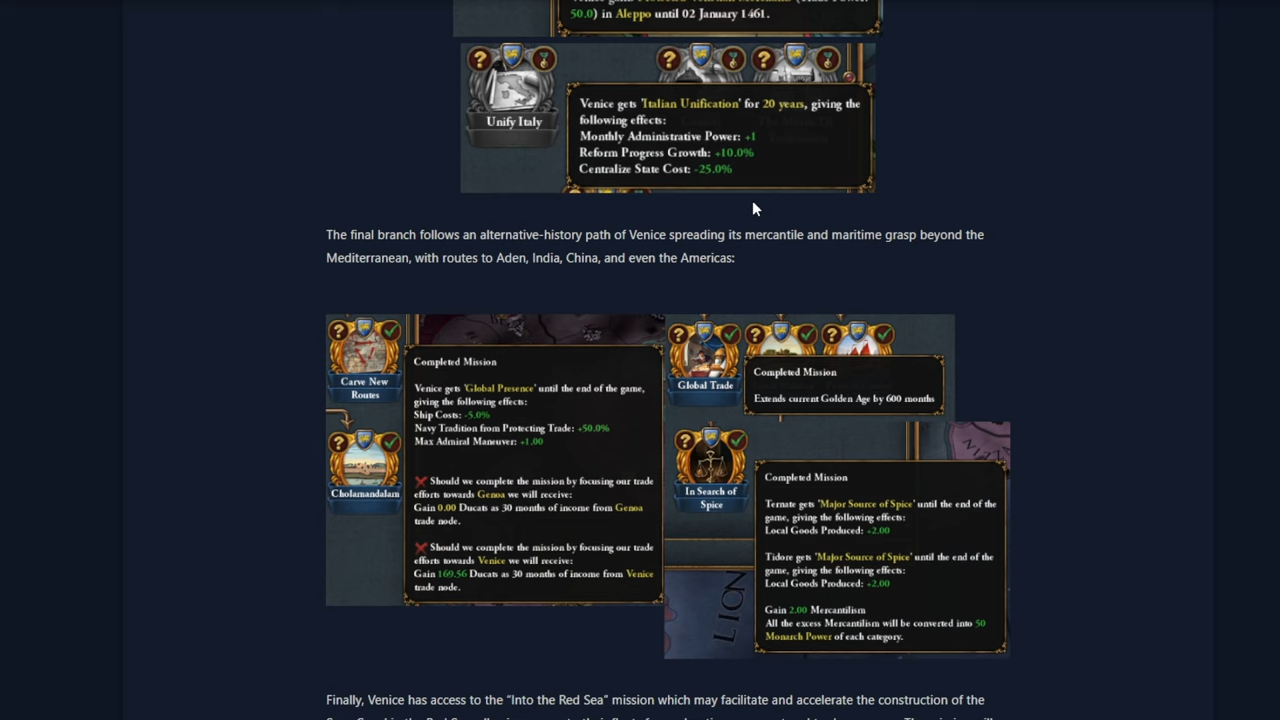 50.0) in Aleppo until 02 January 1461.
Unify Italy
Venice gets 'Italian Unification' for 20 years, giving the
following effects:
Monthly Administrative Power: +1
Reform Progress Growth: +10.0%
Centralize State Cost: -25.0%
The final branch follows an alternative-history path of Venice spreading its mercantile and maritime grasp beyond the
Mediterranean, with routes to Aden, India, China, and even the Americas:
Carve New
Routes
Cholamandalam
Completed Mission
Venice gets 'Global Presence' until the end of the game,
giving the following effects:
Ship Costs: -5.0%
Navy Tradition from Protecting Trade: +50.0%
Max Admiral Maneuver: +1.00
Should we complete the mission by focusing our trade
efforts towards Genoa we will receive:
Gain 0.00 Ducats as 30 months of income from Genoa
trade node.
Should we complete the mission by focusing our trade
efforts towards Venice we will receive:
Gain 169.56 Ducats as 30 months of income from Venice
trade node.
Global Trade
Completed Mission
Extends current Golden Age by 600 months
In Search of
Spice
LION
Completed Mission
Ternate gets 'Major Source of Spice' until the end of the
game, giving the following effects:
Local Goods Produced: +2.00
Tidore gets 'Major Source of Spice' until the end of the
game, giving the following effects:
Local Goods Produced: +2.00
Gain 2.00 Mercantilism
All the excess Mercantilism will be converted into 50
Monarch Power of each category.
Finally, Venice has access to the “Into the Red Sea” mission which may facilitate and accelerate the construction of the